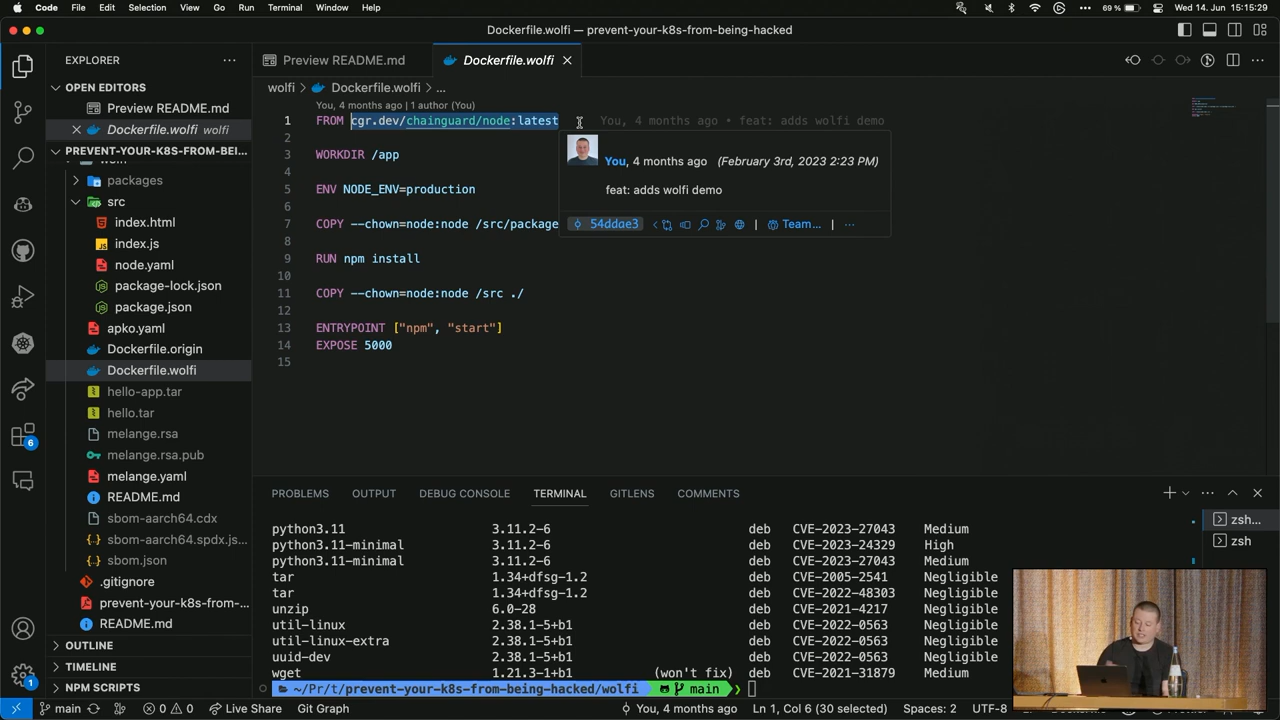 Code File Edit Selection View Go Run Terminal Window Help 69 % Wed 14. Jun 15:15:29
Dockerfile.wolfi — prevent-your-k8s-from-being-hacked
EXPLORER
Preview README.md
Dockerfile.wolfi
OPEN EDITORS
Preview README.md
Dockerfile.wolfi wolfi
PREVENT-YOUR-K8S-FROM-BEI...
packages
src
index.html
index.js
node.yaml
package-lock.json
package.json
apko.yaml
Dockerfile.origin
Dockerfile.wolfi
hello-app.tar
hello.tar
melange.rsa
melange.rsa.pub
melange.yaml
README.md
sbom-aarch64.cdx
sbom-aarch64.spdx.js...
sbom.json
.gitignore
prevent-your-k8s-from-...
README.md
OUTLINE
TIMELINE
NPM SCRIPTS
6
1
wolfi > Dockerfile.wolfi > ...
You, 4 months ago | 1 author (You)
1 FROM cgr.dev/chainguard/node:latest You, 4 months ago • feat: adds wolfi demo
2
3 WORKDIR /app
4
5 ENV NODE_ENV=production
6
7 COPY --chown=node:node /src/package
8
9 RUN npm install
10
11 COPY --chown=node:node /src ./
12
13 ENTRYPOINT ["npm", "start"]
14 EXPOSE 5000
15
You, 4 months ago (February 3rd, 2023 2:23 PM)
feat: adds wolfi demo
54ddae3 | Team... | ...
PROBLEMS OUTPUT DEBUG CONSOLE TERMINAL GITLENS COMMENTS
python3.11 3.11.2-6 deb CVE-2023-27043 Medium
python3.11-minimal 3.11.2-6 deb CVE-2023-24329 High
python3.11-minimal 3.11.2-6 deb CVE-2023-27043 Medium
tar 1.34+dfsg-1.2 deb CVE-2005-2541 Negligible
tar 1.34+dfsg-1.2 deb CVE-2022-48303 Negligible
unzip 6.0-28 deb CVE-2021-4217 Negligible
util-linux 2.38.1-5+b1 deb CVE-2022-0563 Negligible
util-linux-extra 2.38.1-5+b1 deb CVE-2022-0563 Negligible
uuid-dev 2.38.1-5+b1 deb CVE-2022-0563 Negligible
wget 1.21.3-1+b1 (won't fix) deb CVE-2021-31879 Medium
~/Pr/t/prevent-your-k8s-from-being-hacked/wolfi main
zsh...
zsh
main 0 0 Live Share Git Graph You, 4 months ago Ln 1, Col 6 (30 selected) Spaces: 2 UTF-8